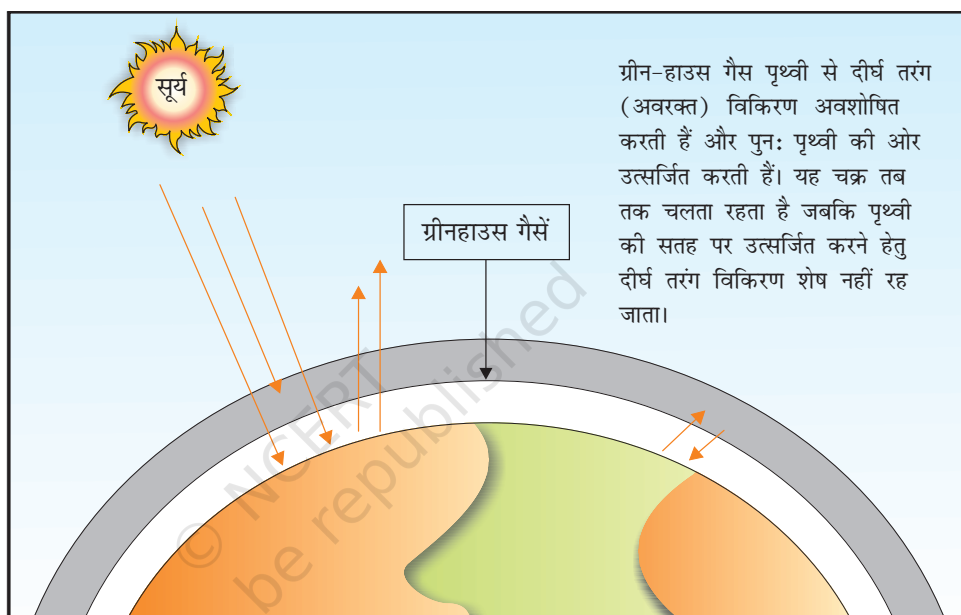 सूर्य
ग्रीन-हाउस गैस पृथ्वी से दीर्घ तरंग
(अवरक्त) विकिरण अवशोषित
करती हैं और पुन: पृथ्वी की ओर
उत्सर्जित करती हैं। यह चक्र तब
तक चलता रहता है जबकि पृथ्वी
की सतह पर उत्सर्जित करने हेतु
दीर्घ तरंग विकिरण शेष नहीं रह
जाता।
ग्रीनहाउस गैसें
© NCERT
be republished